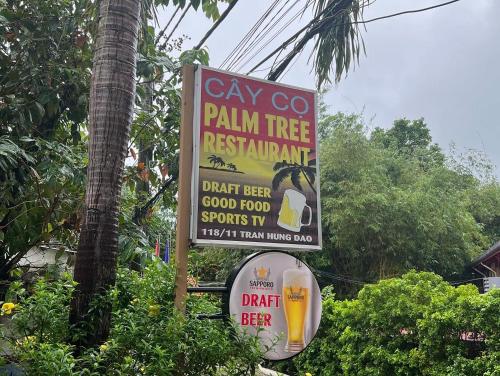 CÂY CỌ
PALM TREE
RESTAURANT
DRAFT BEER
GOOD FOOD
SPORTS TV
118/11 TRAN HUNG DAO
SAPPORO
DRAFT
BEER
SAPPORO